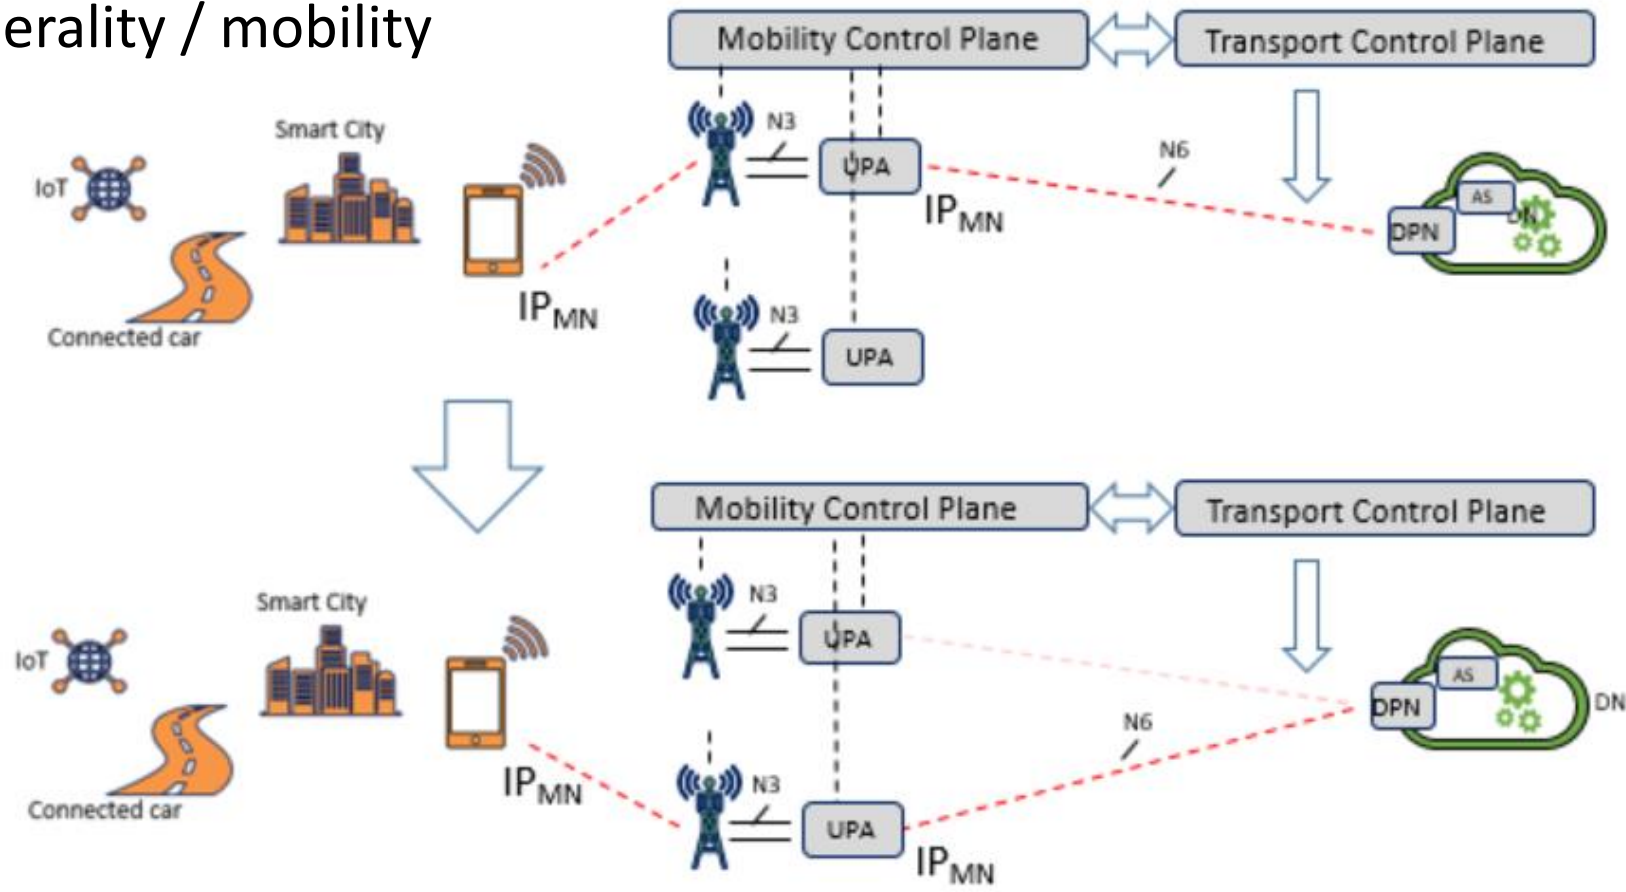 erality / mobility
Mobility Control Plane
Transport Control Plane
Smart City
IoT
Connected car
IPMN
N3
UPA
IPMN
N6
AS
DN
DPN
N3
UPA
Mobility Control Plane
Transport Control Plane
Smart City
IoT
Connected car
IPMN
N3
UPA
N6
AS
DPN
DN
N3
UPA
IPMN